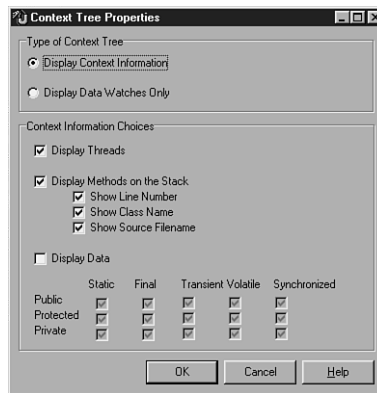 Context Tree Properties
Type of Context Tree
Display Context Information
Display Data Watches Only
Context Information Choices
Display Threads
Display Methods on the Stack
Show Line Number
Show Class Name
Show Source Filename
Display Data
Static Final Transient Volatile Synchronized
Public
Protected
Private
OK Cancel Help